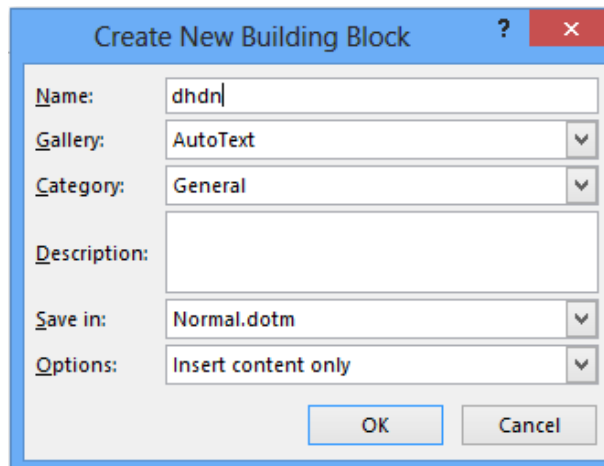 Create New Building Block ? ×
Name: dhdn
Gallery: AutoText
Category: General
Description:
Save in: Normal.dotm
Options: Insert content only
OK Cancel